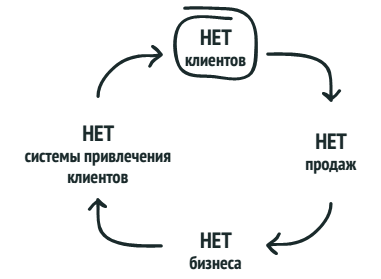 НЕТ
клиентов
НЕТ
продаж
НЕТ
бизнеса
НЕТ
системы привлечения
клиентов